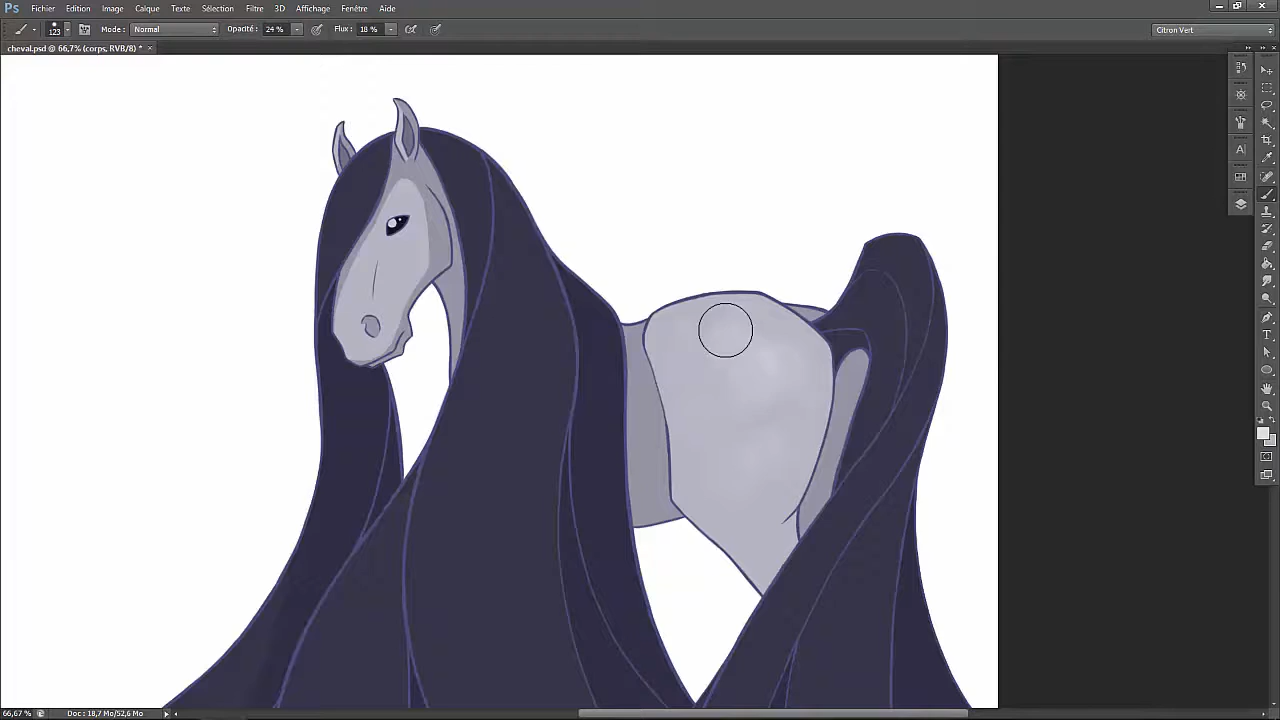 Ps Fichier Edition Image Calque Texte Sélection Filtre 3D Affichage Fenêtre Aide
123 Mode : Normal Opacité : 24 % Flux : 18 % Citron Vert
cheval.psd @ 66,7% (corps, RVB/8) * ×
66,67 % Doc : 18,7 Mo/52,6 Mo